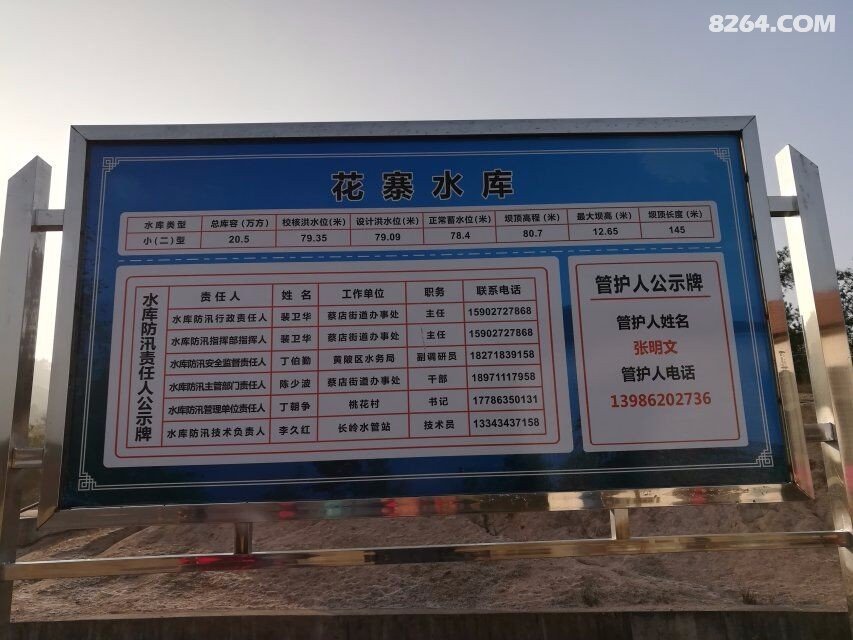 8264.COM
花寨水库
水库类型 总库容(万方) 校核洪水位(米) 设计洪水位(米) 正常蓄水位(米) 坝顶高程(米) 最大坝高(米) 坝顶长度(米)
小(二)型 20.5 79.35 79.09 78.4 80.7 12.65 145
水库防汛责任人公示牌
责任人 姓名 工作单位 职务 联系电话
水库防汛行政责任人 裴卫华 蔡店街道办事处 主任 15902727868
水库防汛指挥部指挥人 裴卫华 蔡店街道办事处 主任 15902727868
水库防汛安全监督责任人 丁伯勤 黄陂区水务局 副调研员 18271839158
水库防汛主管部门责任人 陈少波 蔡店街道办事处 干部 18971117958
水库防汛管理单位责任人 丁朝争 桃花村 书记 17786350131
水库防汛技术负责人 李久红 长岭水管站 技术员 13343437158
管护人公示牌
管护人姓名
张明文
管护人电话
13986202736